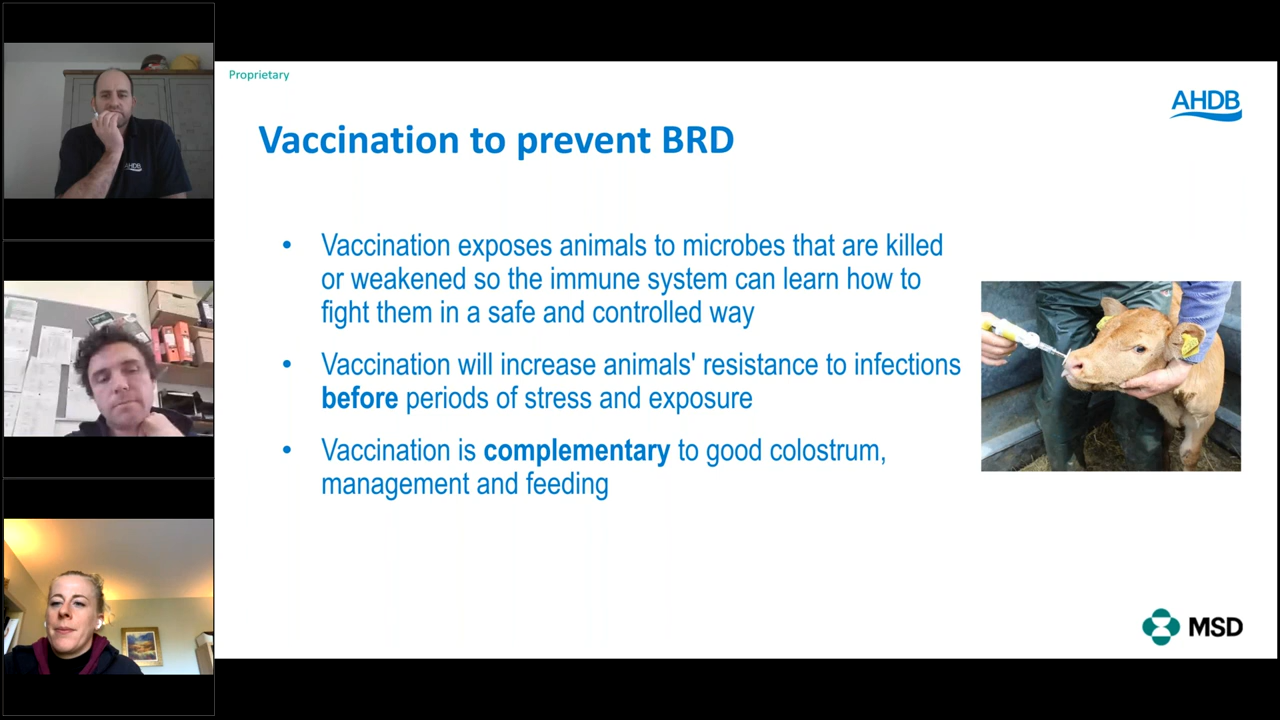 Proprietary
AHDB
Vaccination to prevent BRD
• Vaccination exposes animals to microbes that are killed
or weakened so the immune system can learn how to
fight them in a safe and controlled way
• Vaccination will increase animals' resistance to infections
before periods of stress and exposure
• Vaccination is complementary to good colostrum,
management and feeding
MSD
AHDB